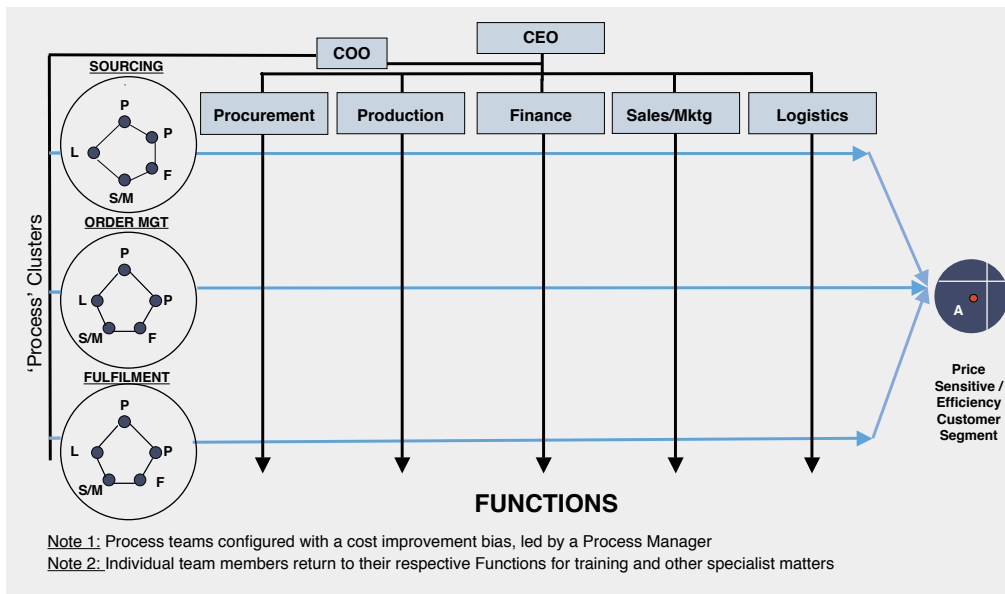 CEO
COO
SOURCING
P
P
L
F
S/M
Procurement
Production
Finance
Sales/Mktg
Logistics
ORDER MGT
P
L
P
S/M
F
'Process' Clusters
A
FULFILMENT
P
L
P
S/M
F
Price
Sensitive /
Efficiency
Customer
Segment
FUNCTIONS
Note 1: Process teams configured with a cost improvement bias, led by a Process Manager
Note 2: Individual team members return to their respective Functions for training and other specialist matters